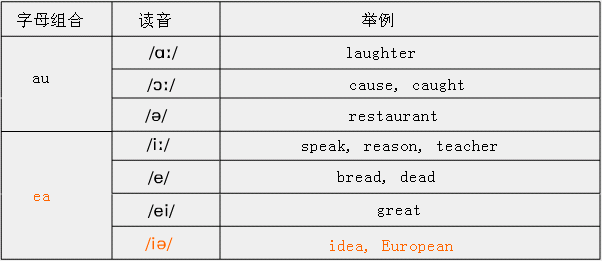 字母组合 读音 举例
au /ɑː/ laughter
/ɔː/ cause, caught
/ə/ restaurant
ea /iː/ speak, reason, teacher
/e/ bread, dead
/ei/ great
/iə/ idea, European